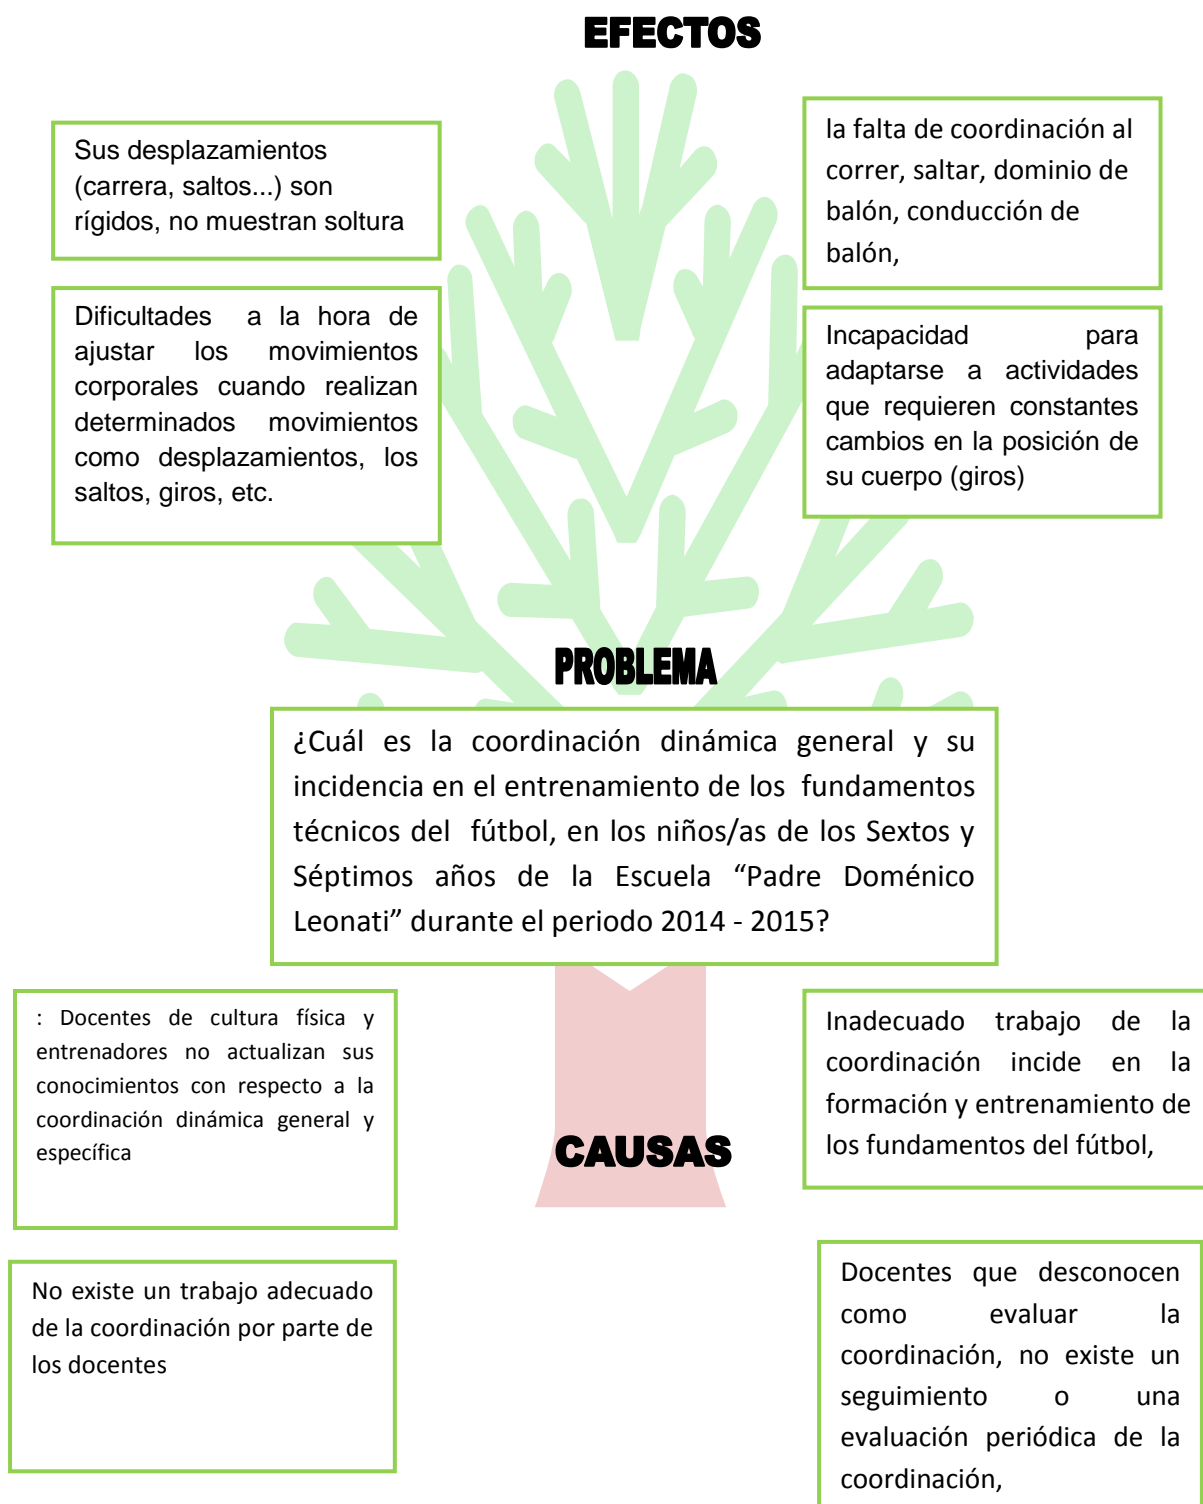 EFECTOS
Sus desplazamientos
(carrera, saltos...) son
rígidos, no muestran soltura
la falta de coordinación al
correr, saltar, dominio de
balón, conducción de
balón,
Dificultades a la hora de
ajustar los movimientos
corporales cuando realizan
determinados movimientos
como desplazamientos, los
saltos, giros, etc.
Incapacidad para
adaptarse a actividades
que requieren constantes
cambios en la posición de
su cuerpo (giros)
PROBLEMA
¿Cuál es la coordinación dinámica general y su
incidencia en el entrenamiento de los fundamentos
técnicos del fútbol, en los niños/as de los Sextos y
Séptimos años de la Escuela “Padre Doménico
Leonati” durante el periodo 2014 - 2015?
: Docentes de cultura física y
entrenadores no actualizan sus
conocimientos con respecto a la
coordinación dinámica general y
específica
CAUSAS
Inadecuado trabajo de la
coordinación incide en la
formación y entrenamiento de
los fundamentos del fútbol,
No existe un trabajo adecuado
de la coordinación por parte de
los docentes
Docentes que desconocen
como evaluar la
coordinación, no existe un
seguimiento o una
evaluación periódica de la
coordinación,